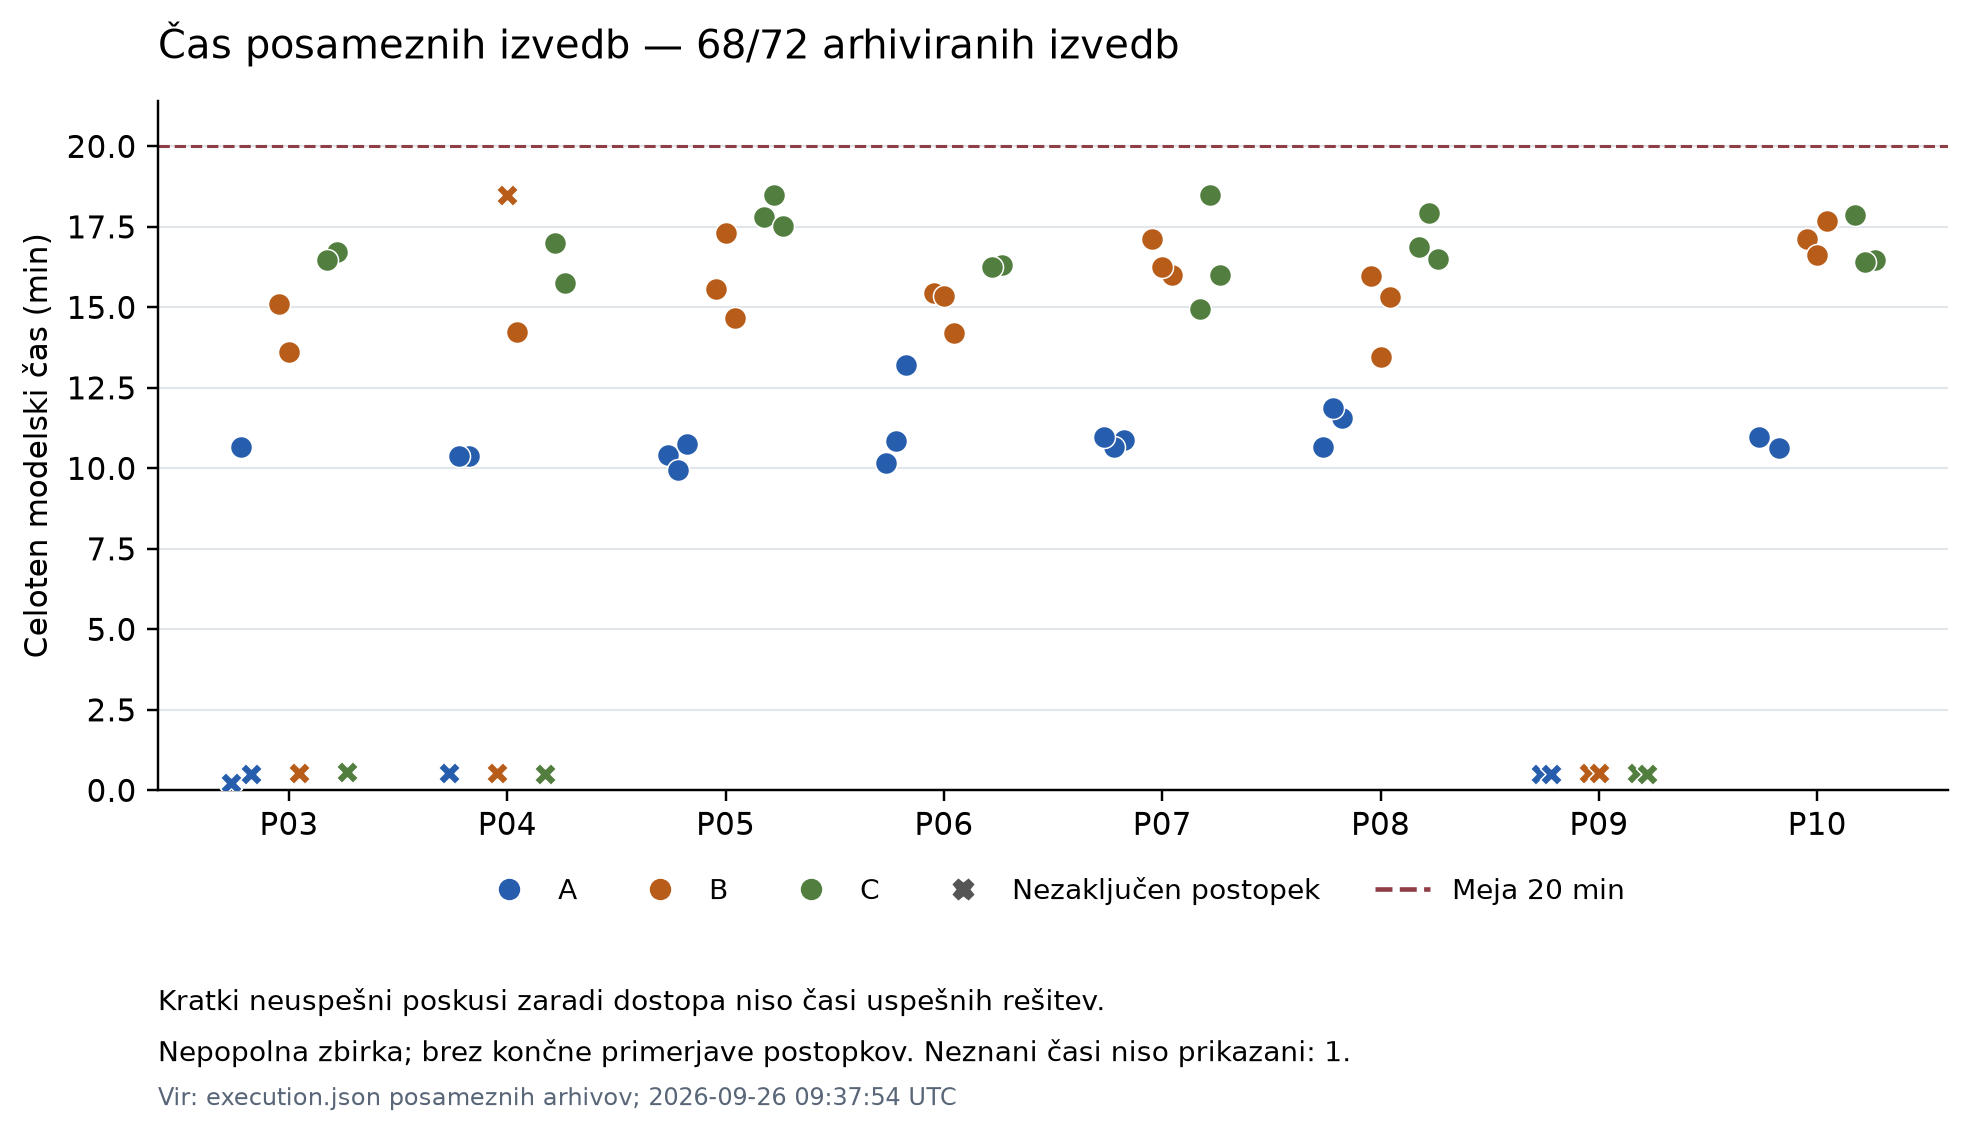 Čas posameznih izvedb — 68/72 arhiviranih izvedb
Celoten modelski čas (min)
20.0
17.5
15.0
12.5
10.0
7.5
5.0
2.5
0.0
P03 P04 P05 P06 P07 P08 P09 P10
A B C Nezaključen postopek Meja 20 min
Kratki neuspešni poskusi zaradi dostopa niso časi uspešnih rešitev.
Nepopolna zbirka; brez končne primerjave postopkov. Neznani časi niso prikazani: 1.
Vir: execution.json posameznih arhivov; 2026-09-26 09:37:54 UTC